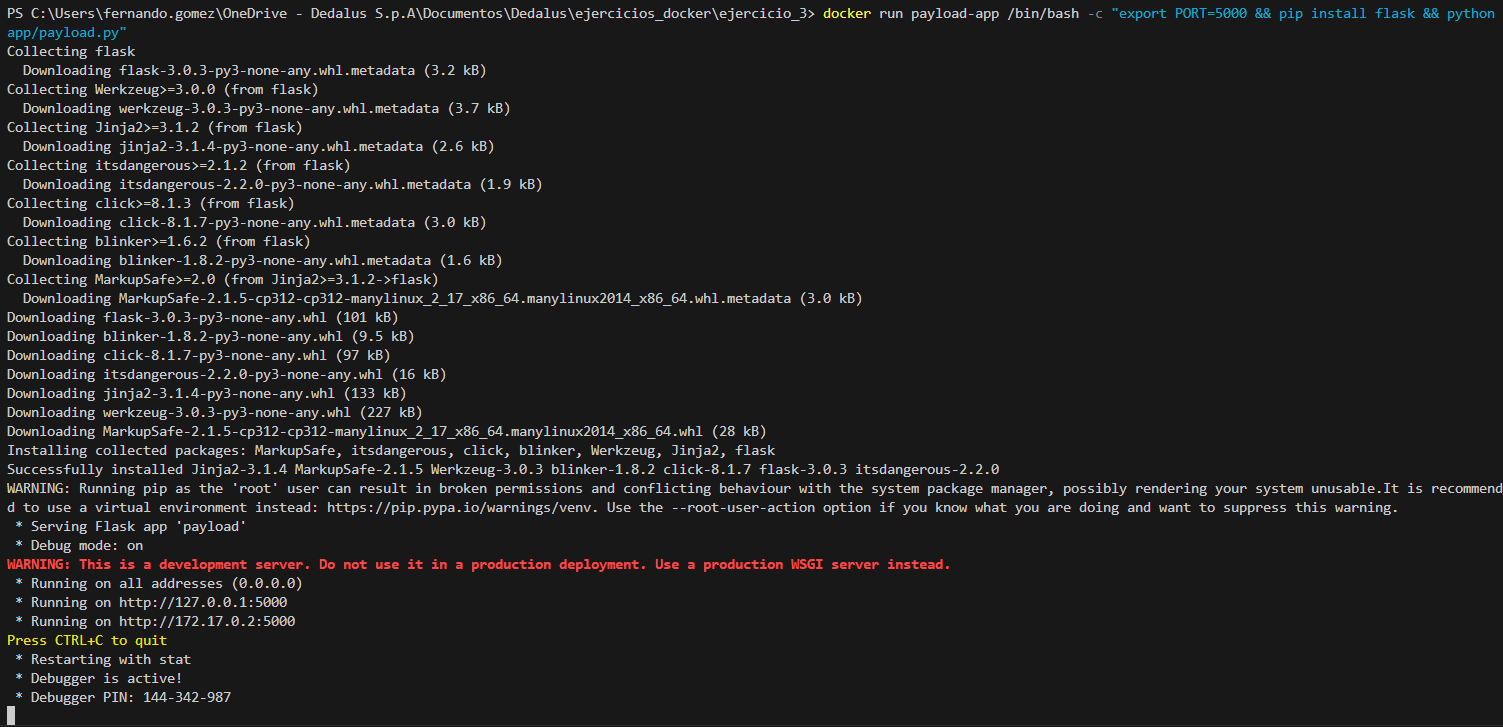 PS C:\Users\fernando.gomez\OneDrive - Dedalus S.p.A\Documentos\Dedalus\ejercicios_docker\ejercicio_3> docker run payload-app /bin/bash -c "export PORT=5000 && pip install flask && python
app/payload.py"
Collecting flask
  Downloading flask-3.0.3-py3-none-any.whl.metadata (3.2 kB)
Collecting Werkzeug>=3.0.0 (from flask)
  Downloading werkzeug-3.0.3-py3-none-any.whl.metadata (3.7 kB)
Collecting Jinja2>=3.1.2 (from flask)
  Downloading jinja2-3.1.4-py3-none-any.whl.metadata (2.6 kB)
Collecting itsdangerous>=2.1.2 (from flask)
  Downloading itsdangerous-2.2.0-py3-none-any.whl.metadata (1.9 kB)
Collecting click>=8.1.3 (from flask)
  Downloading click-8.1.7-py3-none-any.whl.metadata (3.0 kB)
Collecting blinker>=1.6.2 (from flask)
  Downloading blinker-1.8.2-py3-none-any.whl.metadata (1.6 kB)
Collecting MarkupSafe>=2.0 (from Jinja2>=3.1.2->flask)
  Downloading MarkupSafe-2.1.5-cp312-cp312-manylinux_2_17_x86_64.manylinux2014_x86_64.whl.metadata (3.0 kB)
Downloading flask-3.0.3-py3-none-any.whl (101 kB)
Downloading blinker-1.8.2-py3-none-any.whl (9.5 kB)
Downloading click-8.1.7-py3-none-any.whl (97 kB)
Downloading itsdangerous-2.2.0-py3-none-any.whl (16 kB)
Downloading jinja2-3.1.4-py3-none-any.whl (133 kB)
Downloading werkzeug-3.0.3-py3-none-any.whl (227 kB)
Downloading MarkupSafe-2.1.5-cp312-cp312-manylinux_2_17_x86_64.manylinux2014_x86_64.whl (28 kB)
Installing collected packages: MarkupSafe, itsdangerous, click, blinker, Werkzeug, Jinja2, flask
Successfully installed Jinja2-3.1.4 MarkupSafe-2.1.5 Werkzeug-3.0.3 blinker-1.8.2 click-8.1.7 flask-3.0.3 itsdangerous-2.2.0
WARNING: Running pip as the 'root' user can result in broken permissions and conflicting behaviour with the system package manager, possibly rendering your system unusable.It is recommend
d to use a virtual environment instead: https://pip.pypa.io/warnings/venv. Use the --root-user-action option if you know what you are doing and want to suppress this warning.
 * Serving Flask app 'payload'
 * Debug mode: on
WARNING: This is a development server. Do not use it in a production deployment. Use a production WSGI server instead.
 * Running on all addresses (0.0.0.0)
 * Running on http://127.0.0.1:5000
 * Running on http://172.17.0.2:5000
Press CTRL+C to quit
 * Restarting with stat
 * Debugger is active!
 * Debugger PIN: 144-342-987